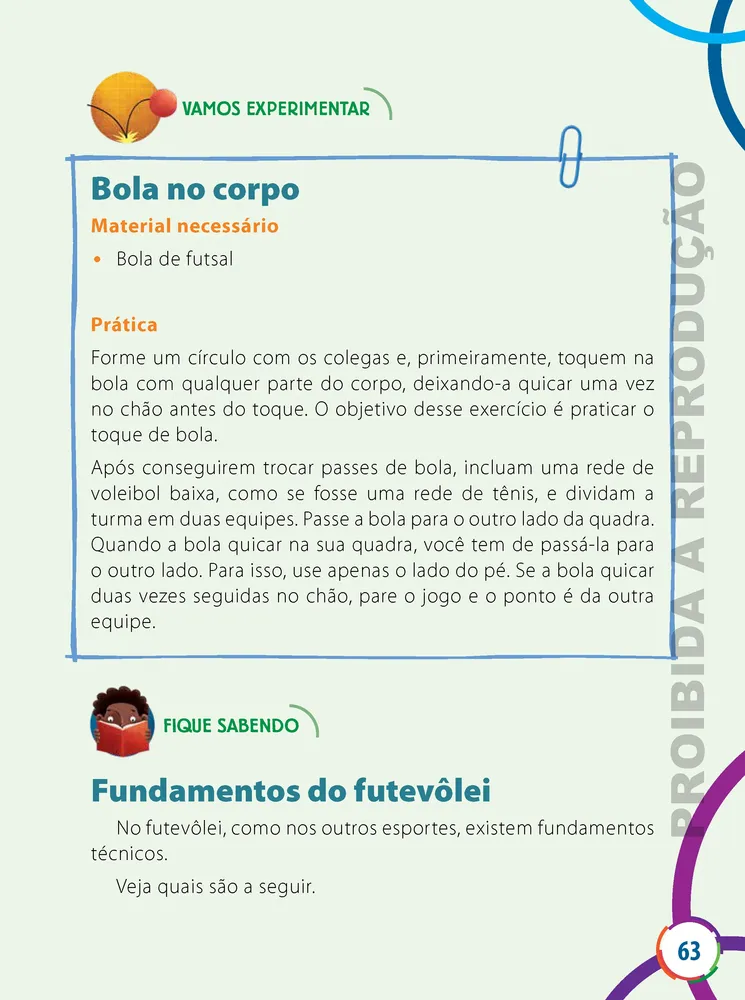 VAMOS EXPERIMENTAR
Bola no corpo
Material necessário
• Bola de futsal
Prática
Forme um círculo com os colegas e, primeiramente, toquem na
bola com qualquer parte do corpo, deixando-a quicar uma vez
no chão antes do toque. O objetivo desse exercício é praticar o
toque de bola.
Após conseguirem trocar passes de bola, incluam uma rede de
voleibol baixa, como se fosse uma rede de tênis, e dividam a
turma em duas equipes. Passe a bola para o outro lado da quadra.
Quando a bola quicar na sua quadra, você tem de passá-la para
o outro lado. Para isso, use apenas o lado do pé. Se a bola quicar
duas vezes seguidas no chão, pare o jogo e o ponto é da outra
equipe.
FIQUE SABENDO
Fundamentos do futevôlei
No futevôlei, como nos outros esportes, existem fundamentos
técnicos.
Veja quais são a seguir.
PROIBIDA A REPRODUÇÃO
63